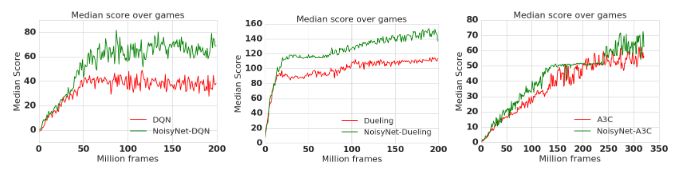 Median score over games
80
60
40
20
0
Median Score
DQN
NoisyNet-DQN
0 50 100 150 200
Million frames
Median score over games
160
140
120
100
80
60
40
20
0
Median Score
Dueling
NoisyNet-Dueling
0 50 100 150 200
Million frames
Median score over games
80
70
60
50
40
30
20
10
0
Median Score
A3C
NoisyNet-A3C
0 50 100 150 200 250 300 350
Million frames